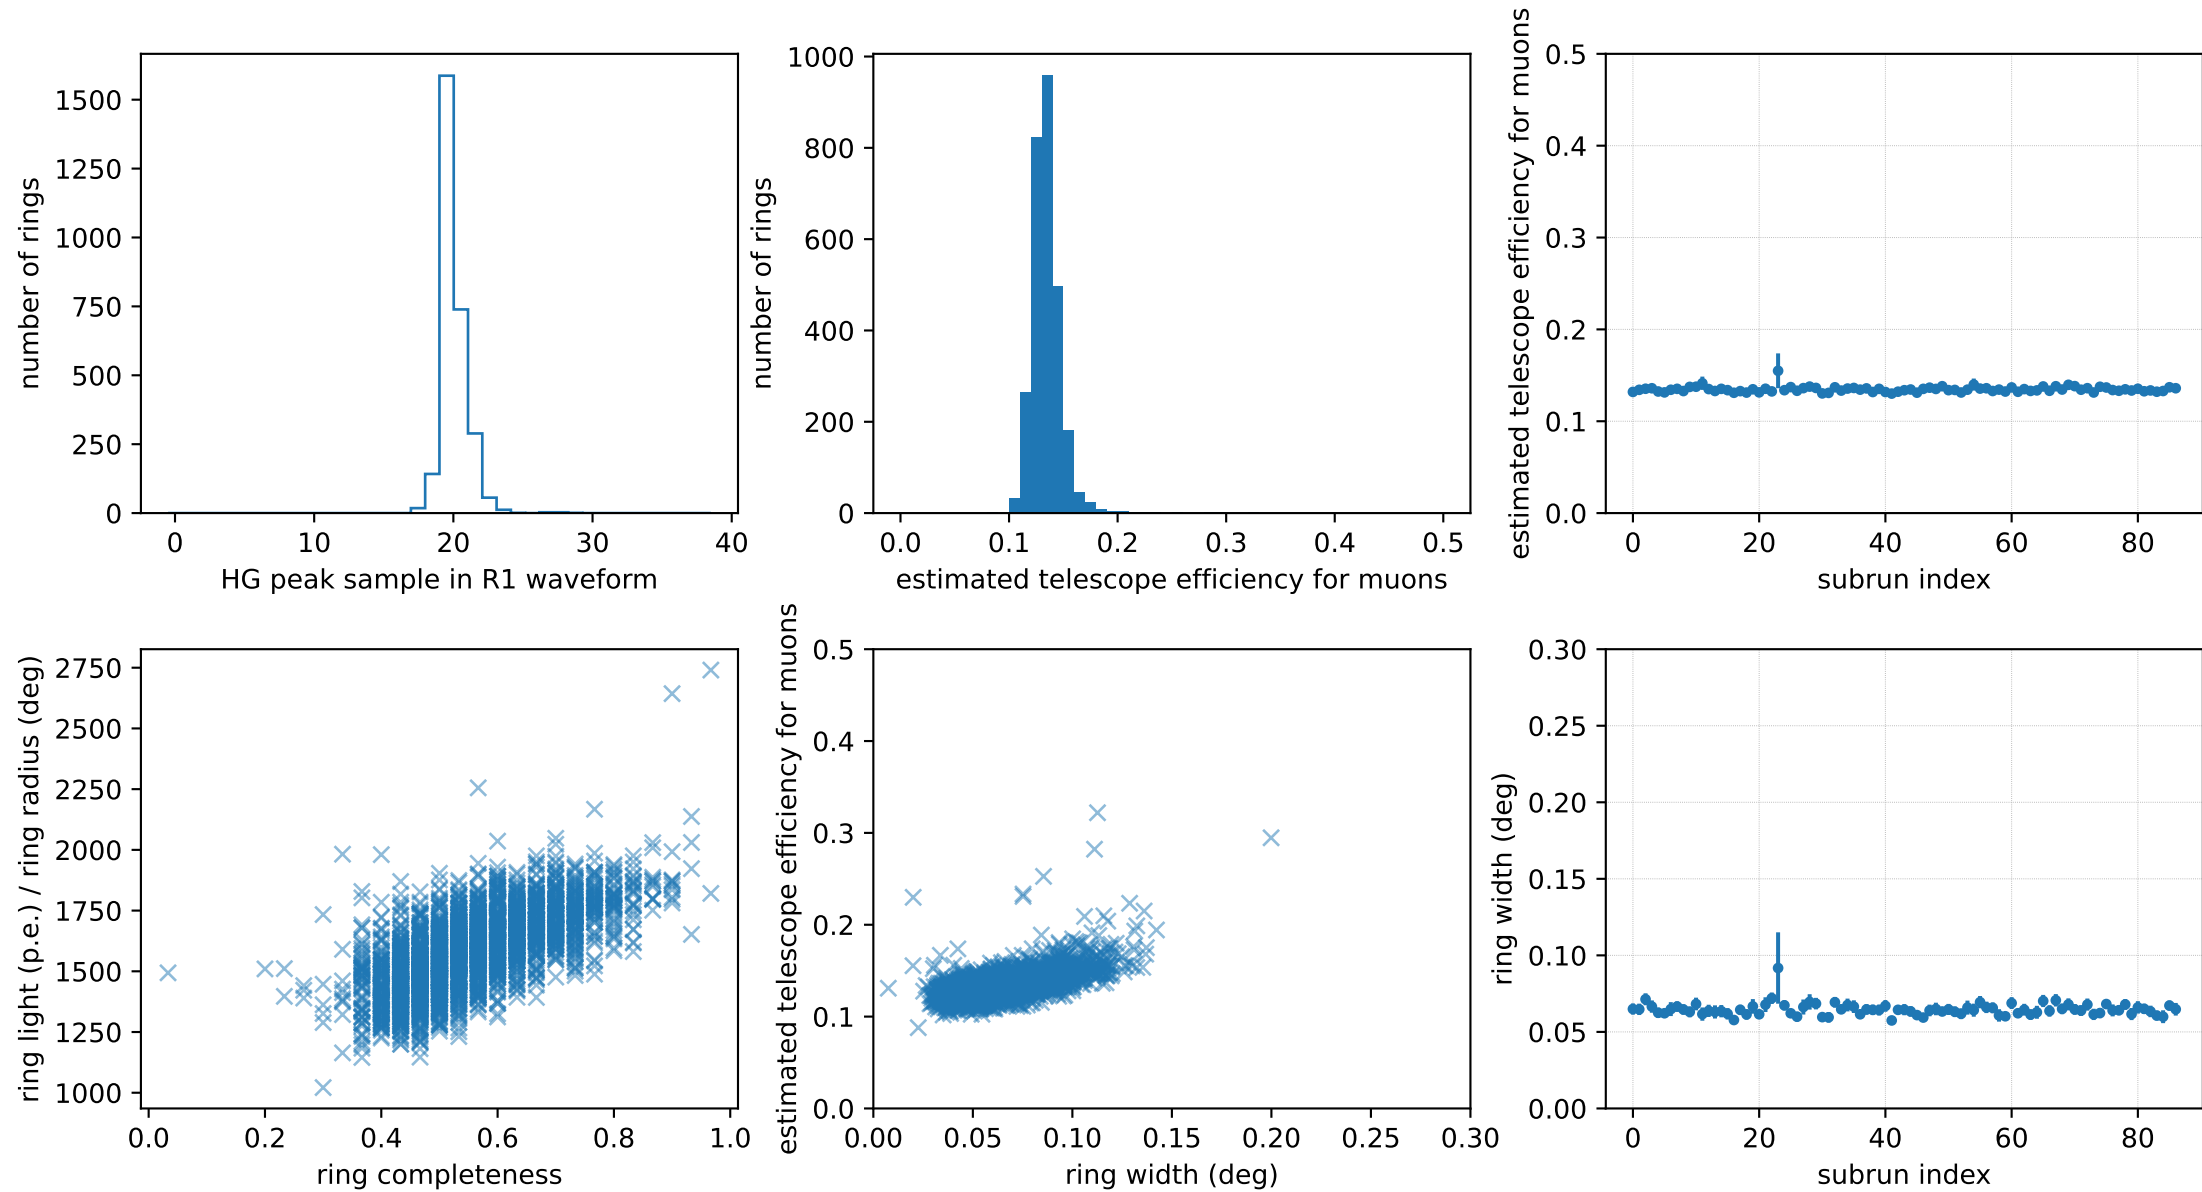 number of rings
1500
1250
1000
750
500
250
0
0 10 20 30 40
HG peak sample in R1 waveform
number of rings
1000
800
600
400
200
0
0.0 0.1 0.2 0.3 0.4 0.5
estimated telescope efficiency for muons
estimated telescope efficiency for muons
0.5
0.4
0.3
0.2
0.1
0.0
0 20 40 60 80
subrun index
ring light (p.e.) / ring radius (deg)
2750
2500
2250
2000
1750
1500
1250
1000
0.0 0.2 0.4 0.6 0.8 1.0
ring completeness
estimated telescope efficiency for muons
0.5
0.4
0.3
0.2
0.1
0.0
0.00 0.05 0.10 0.15 0.20 0.25 0.30
ring width (deg)
ring width (deg)
0.30
0.25
0.20
0.15
0.10
0.05
0.00
0 20 40 60 80
subrun index